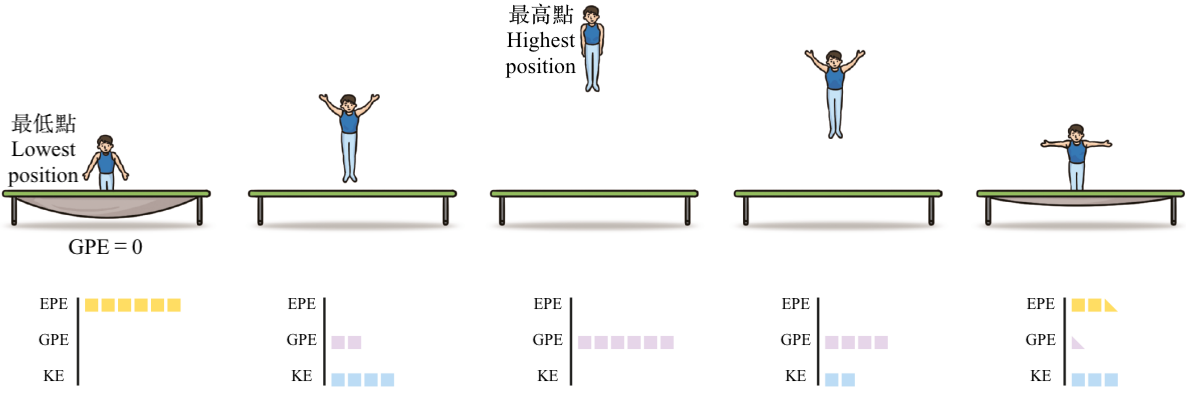 最高點
Highest
position
最低點
Lowest
position
GPE = 0
EPE
GPE
KE
EPE
GPE
KE
EPE
GPE
KE
EPE
GPE
KE
EPE
GPE
KE